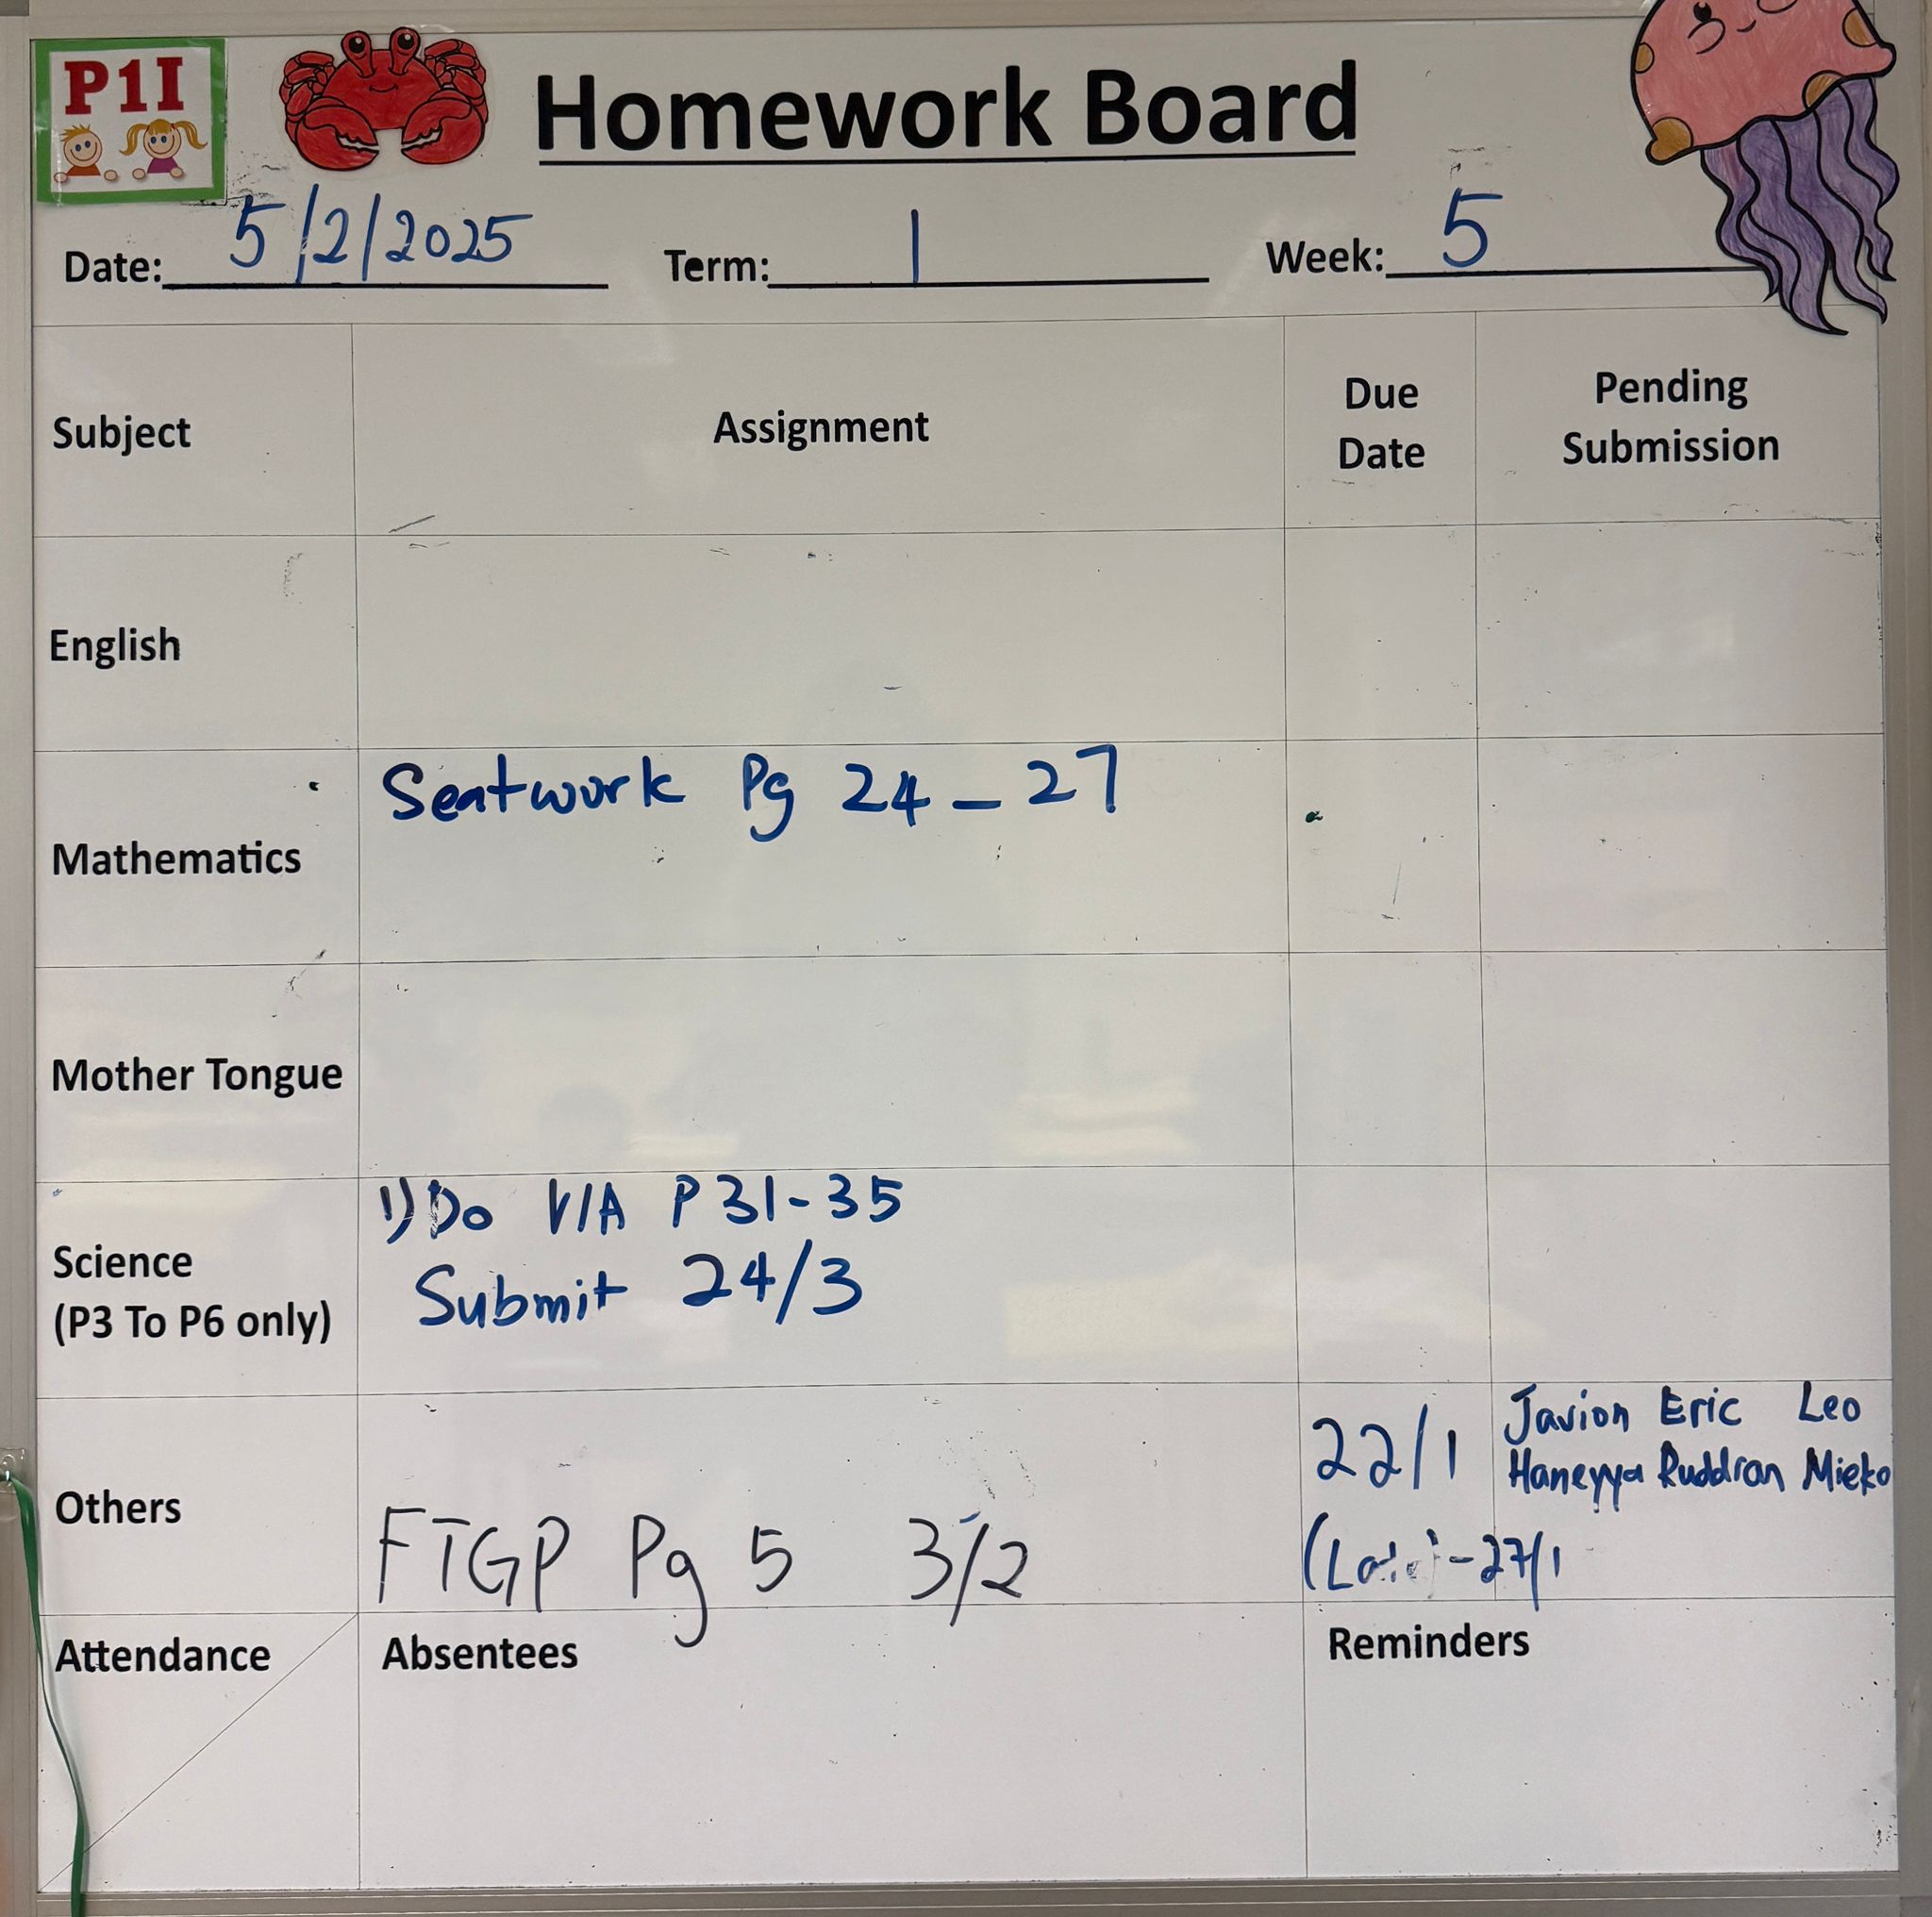 P1I
Homework Board
Date: 5/2/2025 Term: 1 Week: 5
Subject Assignment Due Date Pending Submission
English
Mathematics Seatwork Pg 24 - 27
Mother Tongue
Science
(P3 To P6 only)
1) Do V/A P 31-35
Submit 24/3
Others
FTGP Pg 5 3/2
22/1
-27/1
Javion Eric Leo
Haneyya Ruddran Mieko
Attendance Absentees Reminders